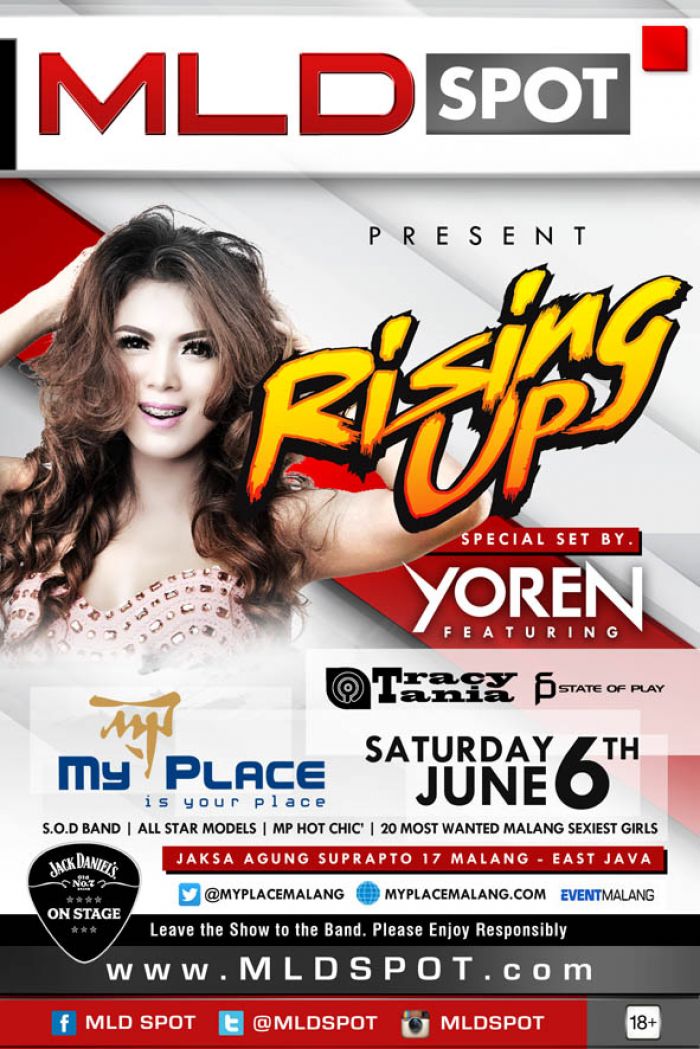 MLD SPOT
PRESENT
Rising Up
SPECIAL SET BY.
YOREN
FEATURING
Tracy Tania STATE OF PLAY
MP
MY PLACE
is your place
SATURDAY
JUNE 6TH
S.O.D BAND | ALL STAR MODELS | MP HOT CHIC' | 20 MOST WANTED MALANG SEXIEST GIRLS
JAKSA AGUNG SUPRAPTO 17 MALANG - EAST JAVA
JACK DANIEL'S
Old
No.7
ON STAGE
@MYPLACEMALANG MYPLACEMALANG.COM EVENTMALANG
Leave the Show to the Band. Please Enjoy Responsibly
www.MLDSPOT.com
MLD SPOT @MLDSPOT MLDSPOT 18+